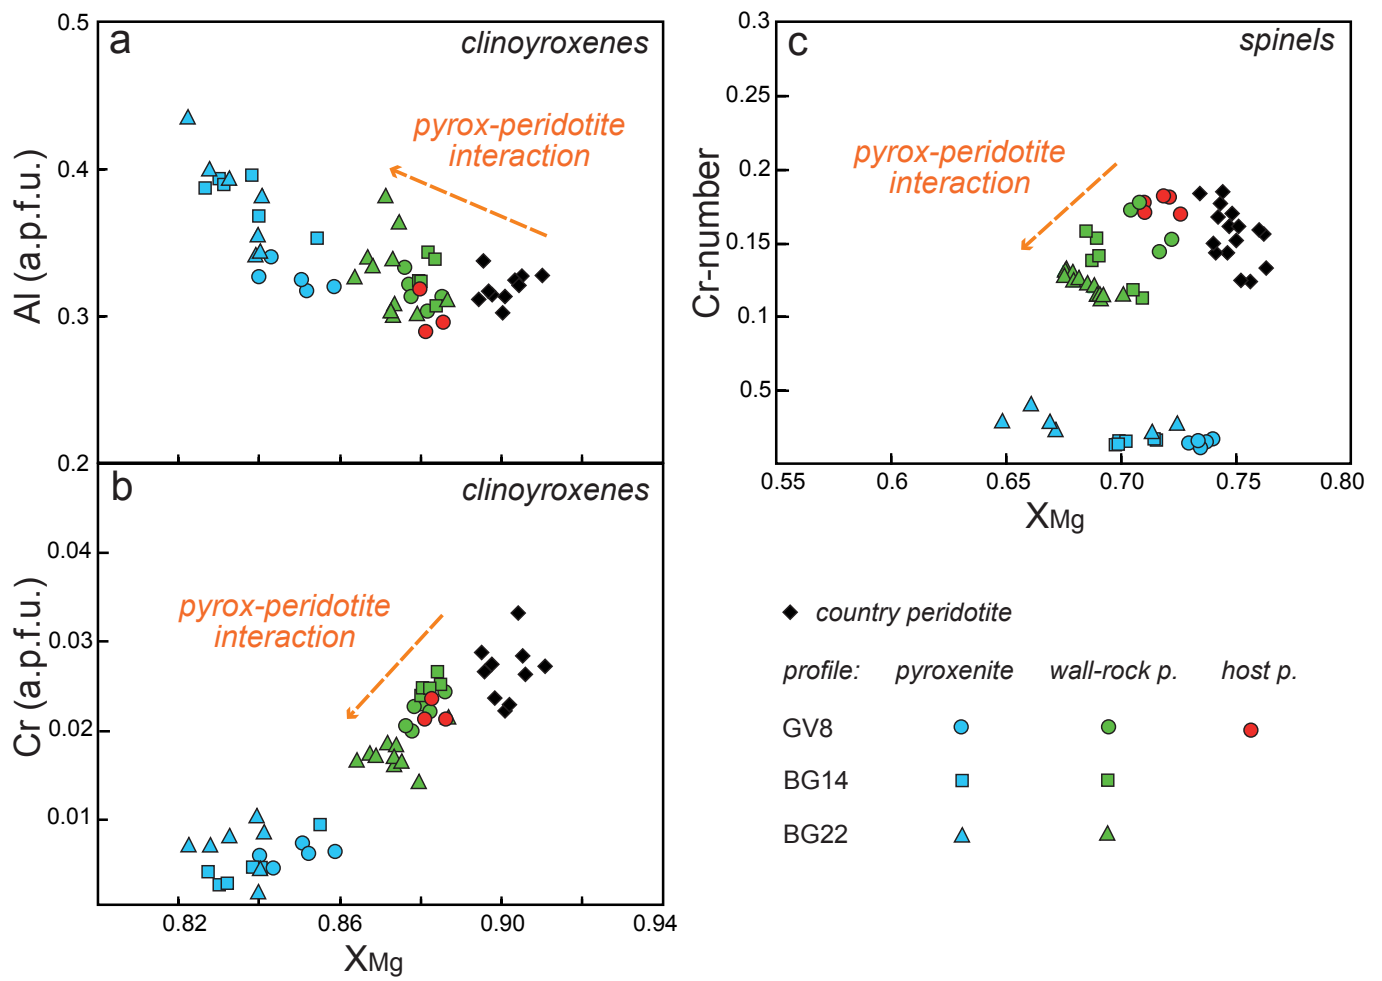 a
clinoyroxenes
pyrox-peridotite
interaction
Al (a.p.f.u.)
0.5
0.4
0.3
0.2
b
clinoyroxenes
pyrox-peridotite
interaction
Cr (a.p.f.u.)
0.04
0.03
0.02
0.01
0.82
0.86
0.90
0.94
XMg
c
spinels
pyrox-peridotite
interaction
Cr-number
0.3
0.25
0.2
0.15
0.1
0.5
0.55
0.6
0.65
0.70
0.75
0.80
XMg
country peridotite
profile: pyroxenite wall-rock p. host p.
GV8
BG14
BG22